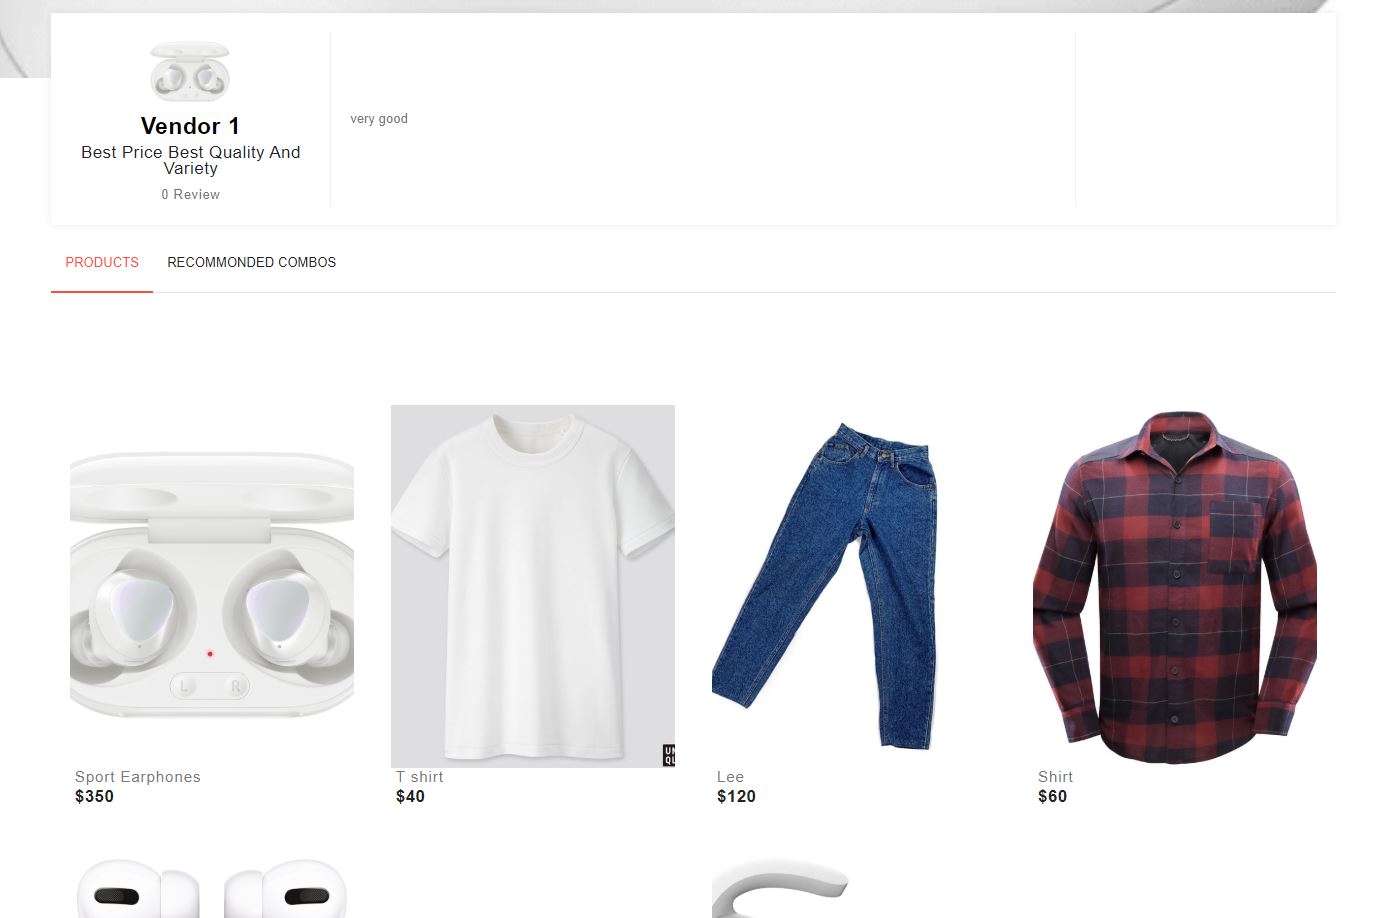 Vendor 1
Best Price Best Quality And
Variety
0 Review
very good
PRODUCTS
RECOMMONDED COMBOS
L R
Sport Earphones
$350
T shirt
$40
Lee
$120
Shirt
$60